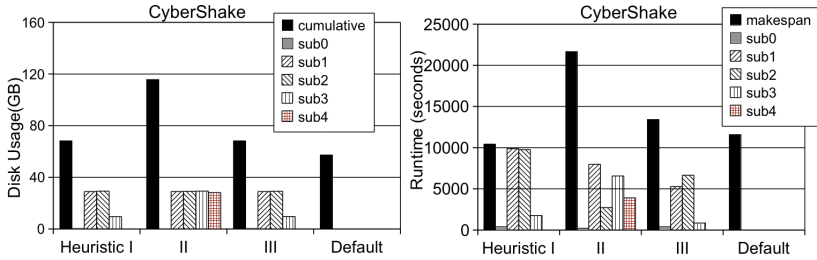 CyberShake
160
120
80
40
0
Disk Usage(GB)
cumulative
sub0
sub1
sub2
sub3
sub4
Heuristic I
II
III
Default
CyberShake
25000
20000
15000
10000
5000
0
Runtime (seconds)
makespan
sub0
sub1
sub2
sub3
sub4
Heuristic I
II
III
Default